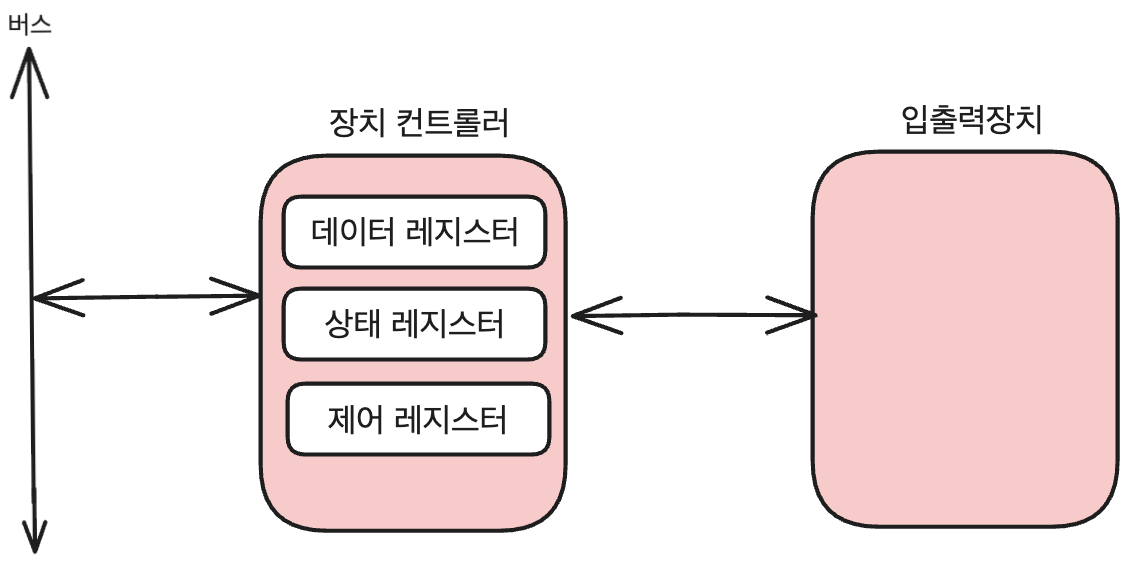 버스
장치 컨트롤러
입출력장치
데이터 레지스터
상태 레지스터
제어 레지스터